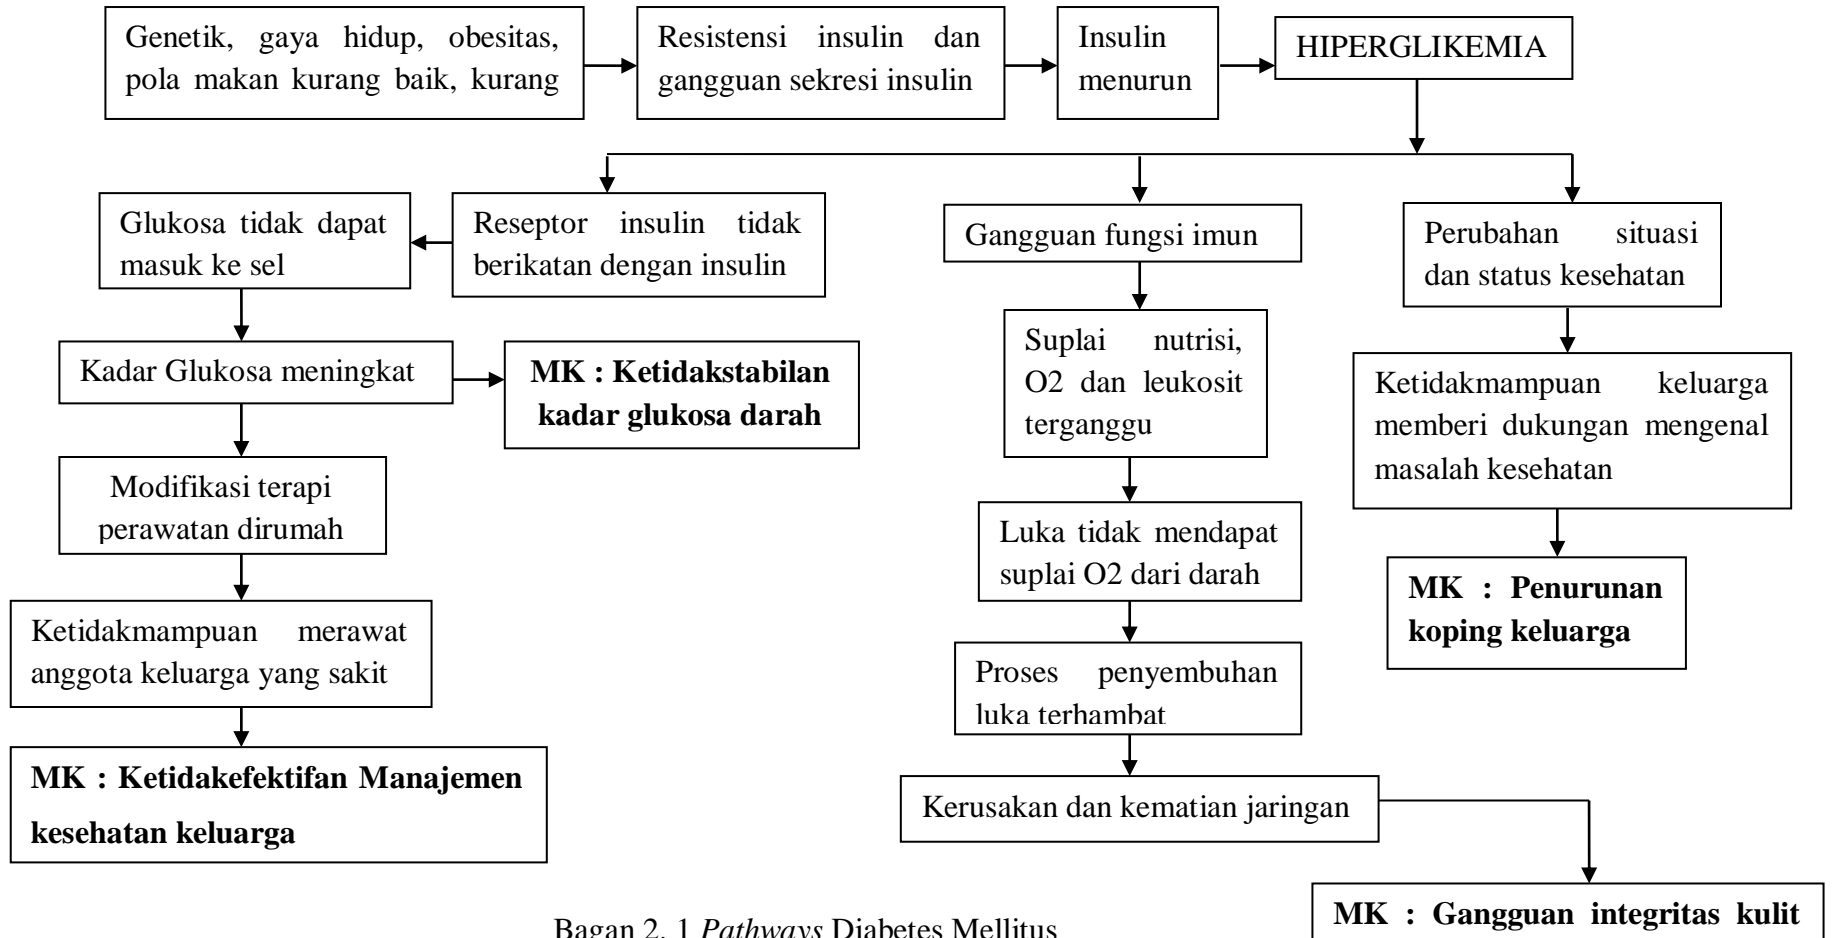 Genetik, gaya hidup, obesitas,
pola makan kurang baik, kurang
Resistensi insulin dan
gangguan sekresi insulin
Insulin
menurun
HIPERGLIKEMIA
Glukosa tidak dapat
masuk ke sel
Reseptor insulin tidak
berikatan dengan insulin
Gangguan fungsi imun
Perubahan situasi
dan status kesehatan
Kadar Glukosa meningkat
MK : Ketidakstabilan
kadar glukosa darah
Suplai nutrisi,
O2 dan leukosit
terganggu
Ketidakmampuan keluarga
memberi dukungan mengenal
masalah kesehatan
Modifikasi terapi
perawatan dirumah
Luka tidak mendapat
suplai O2 dari darah
MK : Penurunan
koping keluarga
Ketidakmampuan merawat
anggota keluarga yang sakit
Proses penyembuhan
luka terhambat
MK : Ketidakefektifan Manajemen
kesehatan keluarga
Kerusakan dan kematian jaringan
MK : Gangguan integritas kulit
Bagan 2. 1 Pathways Diabetes Mellitus